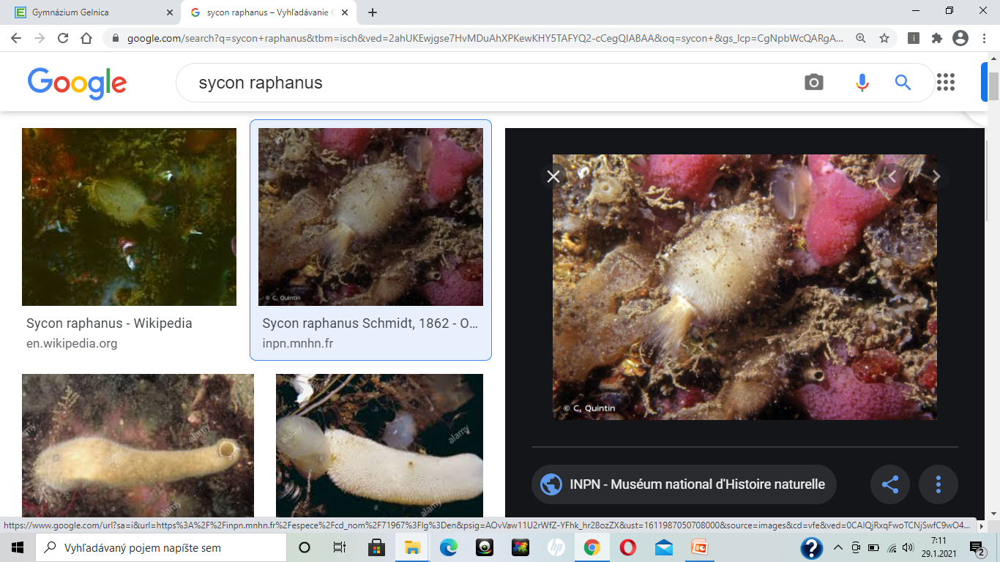 Gymnázium Gelnica
sycon raphanus – Vyhľadávanie G
google.com/search?q=sycon+raphanus&tbm=isch&ved=2ahUKEwjgse7HvMDuAhXPKewKHY5TAFYQ2-cCegQIABAA&oq=sycon+&gs_lcp=CgNpbWcQARgA...
Google
sycon raphanus
© C, Quintin
Sycon raphanus - Wikipedia
en.wikipedia.org
Sycon raphanus Schmidt, 1862 - O...
inpn.mnhn.fr
© C, Quintin
alamy
alamy
alamy
alamy
INPN - Muséum national d'Histoire naturelle
https://www.google.com/url?sa=i&url=https%3A%2F%2Finpn.mnhn.fr%2Fespece%2Fcd_nom%2F71967%3Flg%3Den&psig=AOvVaw11U2rWfZ-YFhk_hr28ozZX&ust=1611987050708000&source=images&cd=vfe&ved=0CAIQjRxqFwoTCNjSwfC9wO4...
Vyhľadávaný pojem napíšte sem
7:11
29.1.2021
2